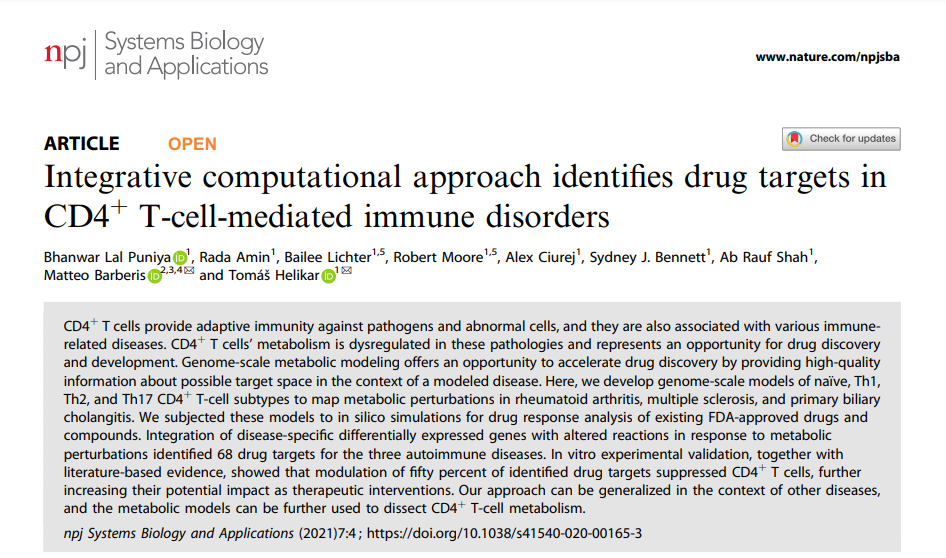 npj | Systems Biology
and Applications
www.nature.com/npjsba
ARTICLE OPEN
Check for updates
Integrative computational approach identifies drug targets in
CD4+ T-cell-mediated immune disorders
Bhanwar Lal Puniya iD 1, Rada Amin1, Bailee Lichter1,5, Robert Moore1,5, Alex Ciurej1, Sydney J. Bennett1, Ab Rauf Shah1,
Matteo Barberis iD 2,3,4✉ and Tomáš Helikar iD 1✉
CD4+ T cells provide adaptive immunity against pathogens and abnormal cells, and they are also associated with various immune-
related diseases. CD4+ T cells' metabolism is dysregulated in these pathologies and represents an opportunity for drug discovery
and development. Genome-scale metabolic modeling offers an opportunity to accelerate drug discovery by providing high-quality
information about possible target space in the context of a modeled disease. Here, we develop genome-scale models of naïve, Th1,
Th2, and Th17 CD4+ T-cell subtypes to map metabolic perturbations in rheumatoid arthritis, multiple sclerosis, and primary biliary
cholangitis. We subjected these models to in silico simulations for drug response analysis of existing FDA-approved drugs and
compounds. Integration of disease-specific differentially expressed genes with altered reactions in response to metabolic
perturbations identified 68 drug targets for the three autoimmune diseases. In vitro experimental validation, together with
literature-based evidence, showed that modulation of fifty percent of identified drug targets suppressed CD4+ T cells, further
increasing their potential impact as therapeutic interventions. Our approach can be generalized in the context of other diseases,
and the metabolic models can be further used to dissect CD4+ T-cell metabolism.
npj Systems Biology and Applications (2021)7:4 ; https://doi.org/10.1038/s41540-020-00165-3